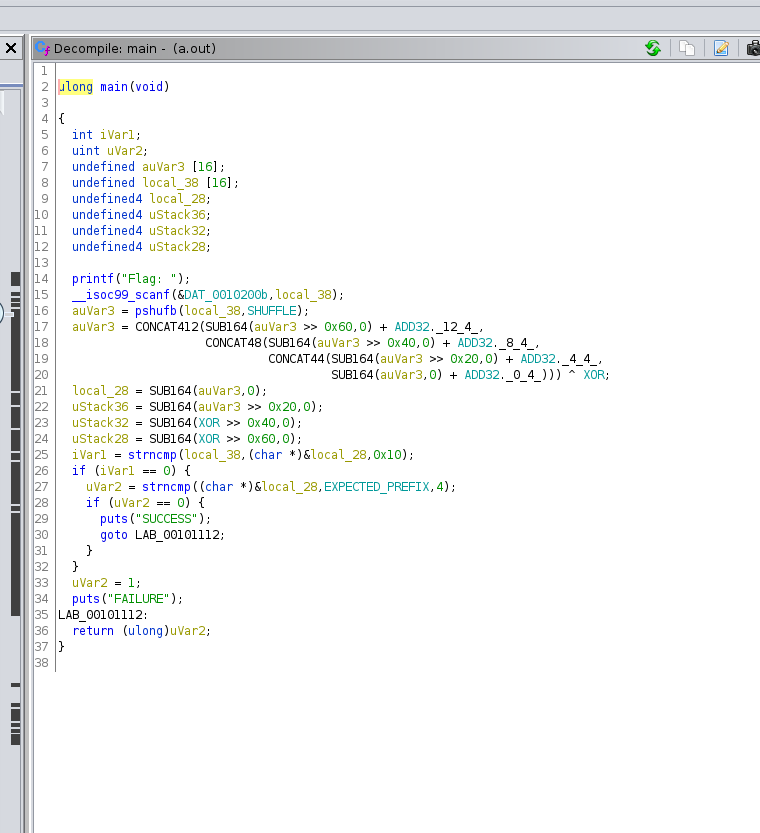 Decompile: main - (a.out)
1
2 ulong main(void)
3
4 {
5 int iVar1;
6 uint uVar2;
7 undefined auVar3 [16];
8 undefined local_38 [16];
9 undefined4 local_28;
10 undefined4 uStack36;
11 undefined4 uStack32;
12 undefined4 uStack28;
13
14 printf("Flag: ");
15 __isoc99_scanf(&DAT_0010200b,local_38);
16 auVar3 = pshufb(local_38,SHUFFLE);
17 auVar3 = CONCAT412(SUB164(auVar3 >> 0x60,0) + ADD32._12_4_,
18 CONCAT48(SUB164(auVar3 >> 0x40,0) + ADD32._8_4_,
19 CONCAT44(SUB164(auVar3 >> 0x20,0) + ADD32._4_4_,
20 SUB164(auVar3,0) + ADD32._0_4_))) ^ XOR;
21 local_28 = SUB164(auVar3,0);
22 uStack36 = SUB164(auVar3 >> 0x20,0);
23 uStack32 = SUB164(XOR >> 0x40,0);
24 uStack28 = SUB164(XOR >> 0x60,0);
25 iVar1 = strncmp(local_38,(char *)&local_28,0x10);
26 if (iVar1 == 0) {
27 uVar2 = strncmp((char *)&local_28,EXPECTED_PREFIX,4);
28 if (uVar2 == 0) {
29 puts("SUCCESS");
30 goto LAB_00101112;
31 }
32 }
33 uVar2 = 1;
34 puts("FAILURE");
35 LAB_00101112:
36 return (ulong)uVar2;
37 }
38